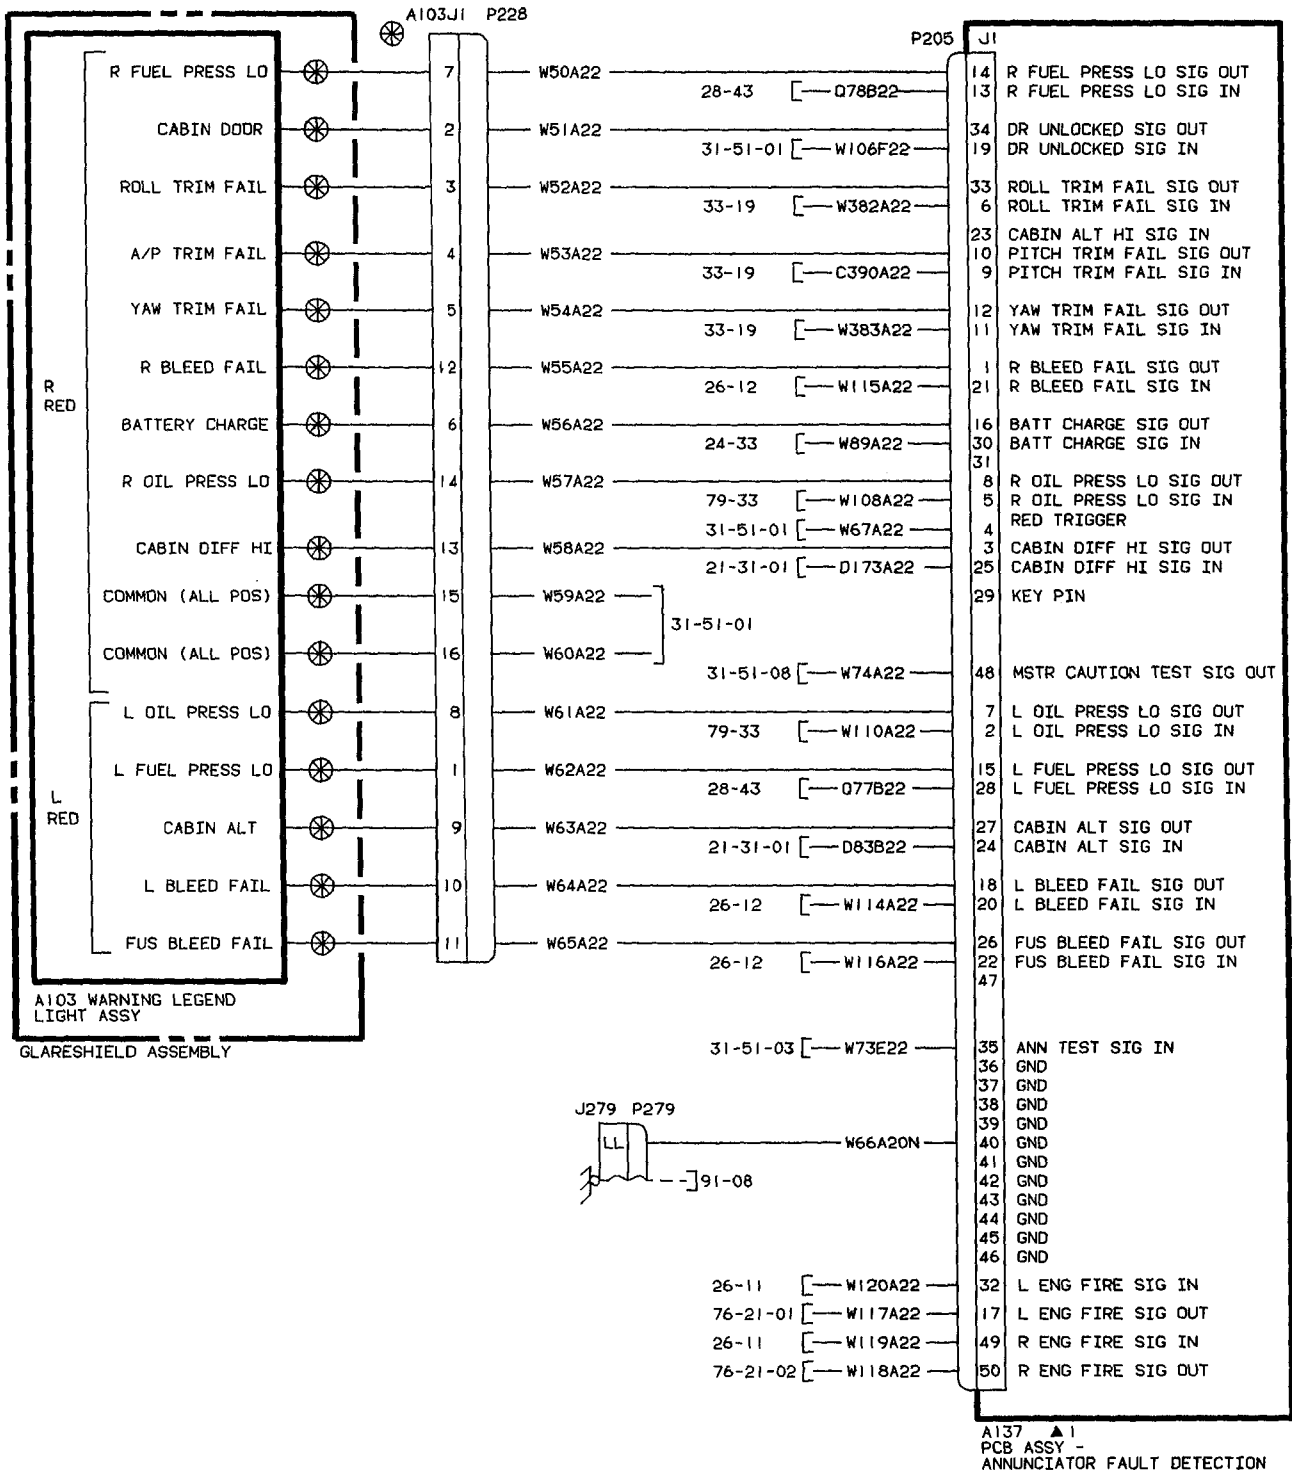 A103J1 P228
P205 J1
R FUEL PRESS LO 7 W50A22 14 R FUEL PRESS LO SIG OUT
28-43 Q78B22 13 R FUEL PRESS LO SIG IN
CABIN DOOR 2 W51A22 34 DR UNLOCKED SIG OUT
31-51-01 W106F22 19 DR UNLOCKED SIG IN
ROLL TRIM FAIL 3 W52A22 33 ROLL TRIM FAIL SIG OUT
33-19 W382A22 6 ROLL TRIM FAIL SIG IN
23 CABIN ALT HI SIG IN
A/P TRIM FAIL 4 W53A22 10 PITCH TRIM FAIL SIG OUT
33-19 C390A22 9 PITCH TRIM FAIL SIG IN
YAW TRIM FAIL 5 W54A22 12 YAW TRIM FAIL SIG OUT
33-19 W383A22 11 YAW TRIM FAIL SIG IN
R BLEED FAIL 12 W55A22 1 R BLEED FAIL SIG OUT
R RED
26-12 W115A22 21 R BLEED FAIL SIG IN
BATTERY CHARGE 6 W56A22 16 BATT CHARGE SIG OUT
24-33 W89A22 30 BATT CHARGE SIG IN
31
R OIL PRESS LO 14 W57A22 8 R OIL PRESS LO SIG OUT
79-33 W108A22 5 R OIL PRESS LO SIG IN
31-51-01 W67A22 4 RED TRIGGER
CABIN DIFF HI 13 W58A22 3 CABIN DIFF HI SIG OUT
21-31-01 D173A22 25 CABIN DIFF HI SIG IN
COMMON (ALL POS) 15 W59A22 29 KEY PIN
31-51-01
COMMON (ALL POS) 16 W60A22
31-51-08 W74A22 48 MSTR CAUTION TEST SIG OUT
L OIL PRESS LO 8 W61A22 7 L OIL PRESS LO SIG OUT
79-33 W110A22 2 L OIL PRESS LO SIG IN
L FUEL PRESS LO 1 W62A22 15 L FUEL PRESS LO SIG OUT
28-43 Q77B22 28 L FUEL PRESS LO SIG IN
L RED
CABIN ALT 9 W63A22 27 CABIN ALT SIG OUT
21-31-01 D83B22 24 CABIN ALT SIG IN
L BLEED FAIL 10 W64A22 18 L BLEED FAIL SIG OUT
26-12 W114A22 20 L BLEED FAIL SIG IN
FUS BLEED FAIL 11 W65A22 26 FUS BLEED FAIL SIG OUT
26-12 W116A22 22 FUS BLEED FAIL SIG IN
47
A103 WARNING LEGEND
LIGHT ASSY
GLARESHIELD ASSEMBLY
31-51-03 W73E22 35 ANN TEST SIG IN
36 GND
37 GND
38 GND
39 GND
J279 P279
LL W66A20N 40 GND
41 GND
91-08
42 GND
43 GND
44 GND
45 GND
46 GND
26-11 W120A22 32 L ENG FIRE SIG IN
76-21-01 W117A22 17 L ENG FIRE SIG OUT
26-11 W119A22 49 R ENG FIRE SIG IN
76-21-02 W118A22 50 R ENG FIRE SIG OUT
A137 ▲ 1
PCB ASSY -
ANNUNCIATOR FAULT DETECTION